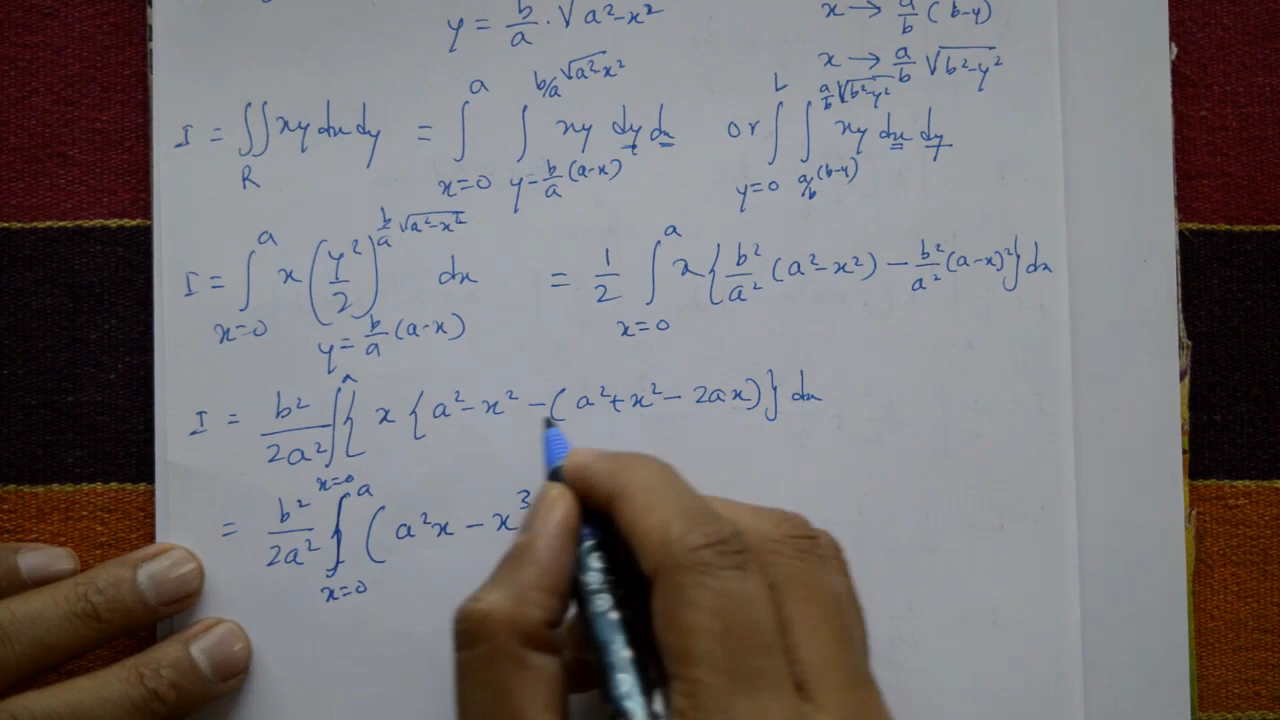 y = b/a . √a²-x²
x → a/b (b-y)
x → a/b √b²-y²
I = ∬_R xy dx dy = ∫_{x=0}^{a} ∫_{y=b/a(a-x)}^{b/a √a²-x²} xy dy dx or ∫_{y=0}^{b} ∫_{a/b(b-y)}^{a/b √b²-y²} xy dx dy
I = ∫_{x=0}^{a} x (y²/2)_{y=b/a(a-x)}^{b/a √a²-x²} dx = 1/2 ∫_{x=0}^{a} x { b²/a² (a²-x²) - b²/a² (a-x)² } dx
I = b²/2a² ∫_{x=0}^{a} { x { a²-x² - (a²+x²-2ax) } dx
= b²/2a² ∫_{x=0}^{a} ( a²x - x³